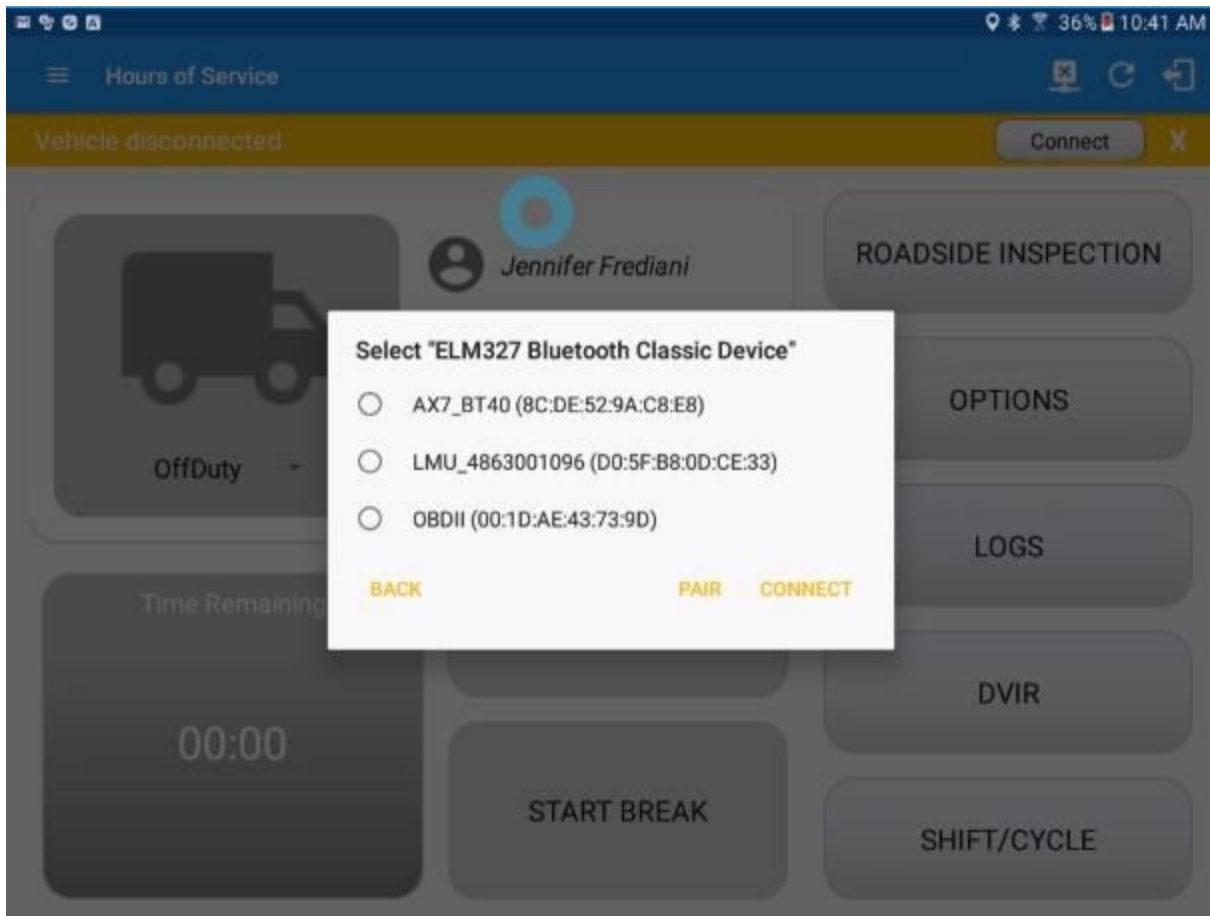 36% 10:41 AM
Hours of Service
Vehicle disconnected
Connect X
Jennifer Frediani
ROADSIDE INSPECTION
Select "ELM327 Bluetooth Classic Device"
AX7_BT40 (8C:DE:52:9A:C8:E8)
OPTIONS
LMU_4863001096 (D0:5F:B8:0D:CE:33)
OffDuty
OBDII (00:1D:AE:43:73:9D)
LOGS
BACK PAIR CONNECT
Time Remaining
DVIR
00:00
START BREAK
SHIFT/CYCLE